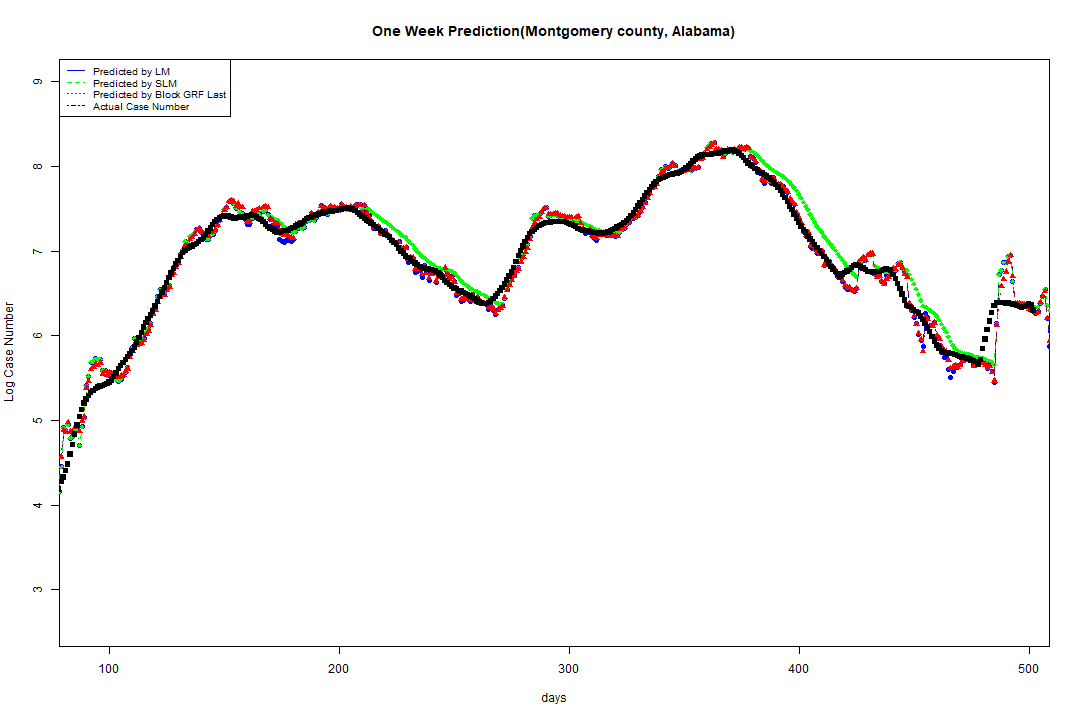 One Week Prediction(Montgomery county, Alabama)
Predicted by LM
Predicted by SLM
Predicted by Block GRF Last
Actual Case Number
Log Case Number
9
8
7
6
5
4
3
100 200 300 400 500
days